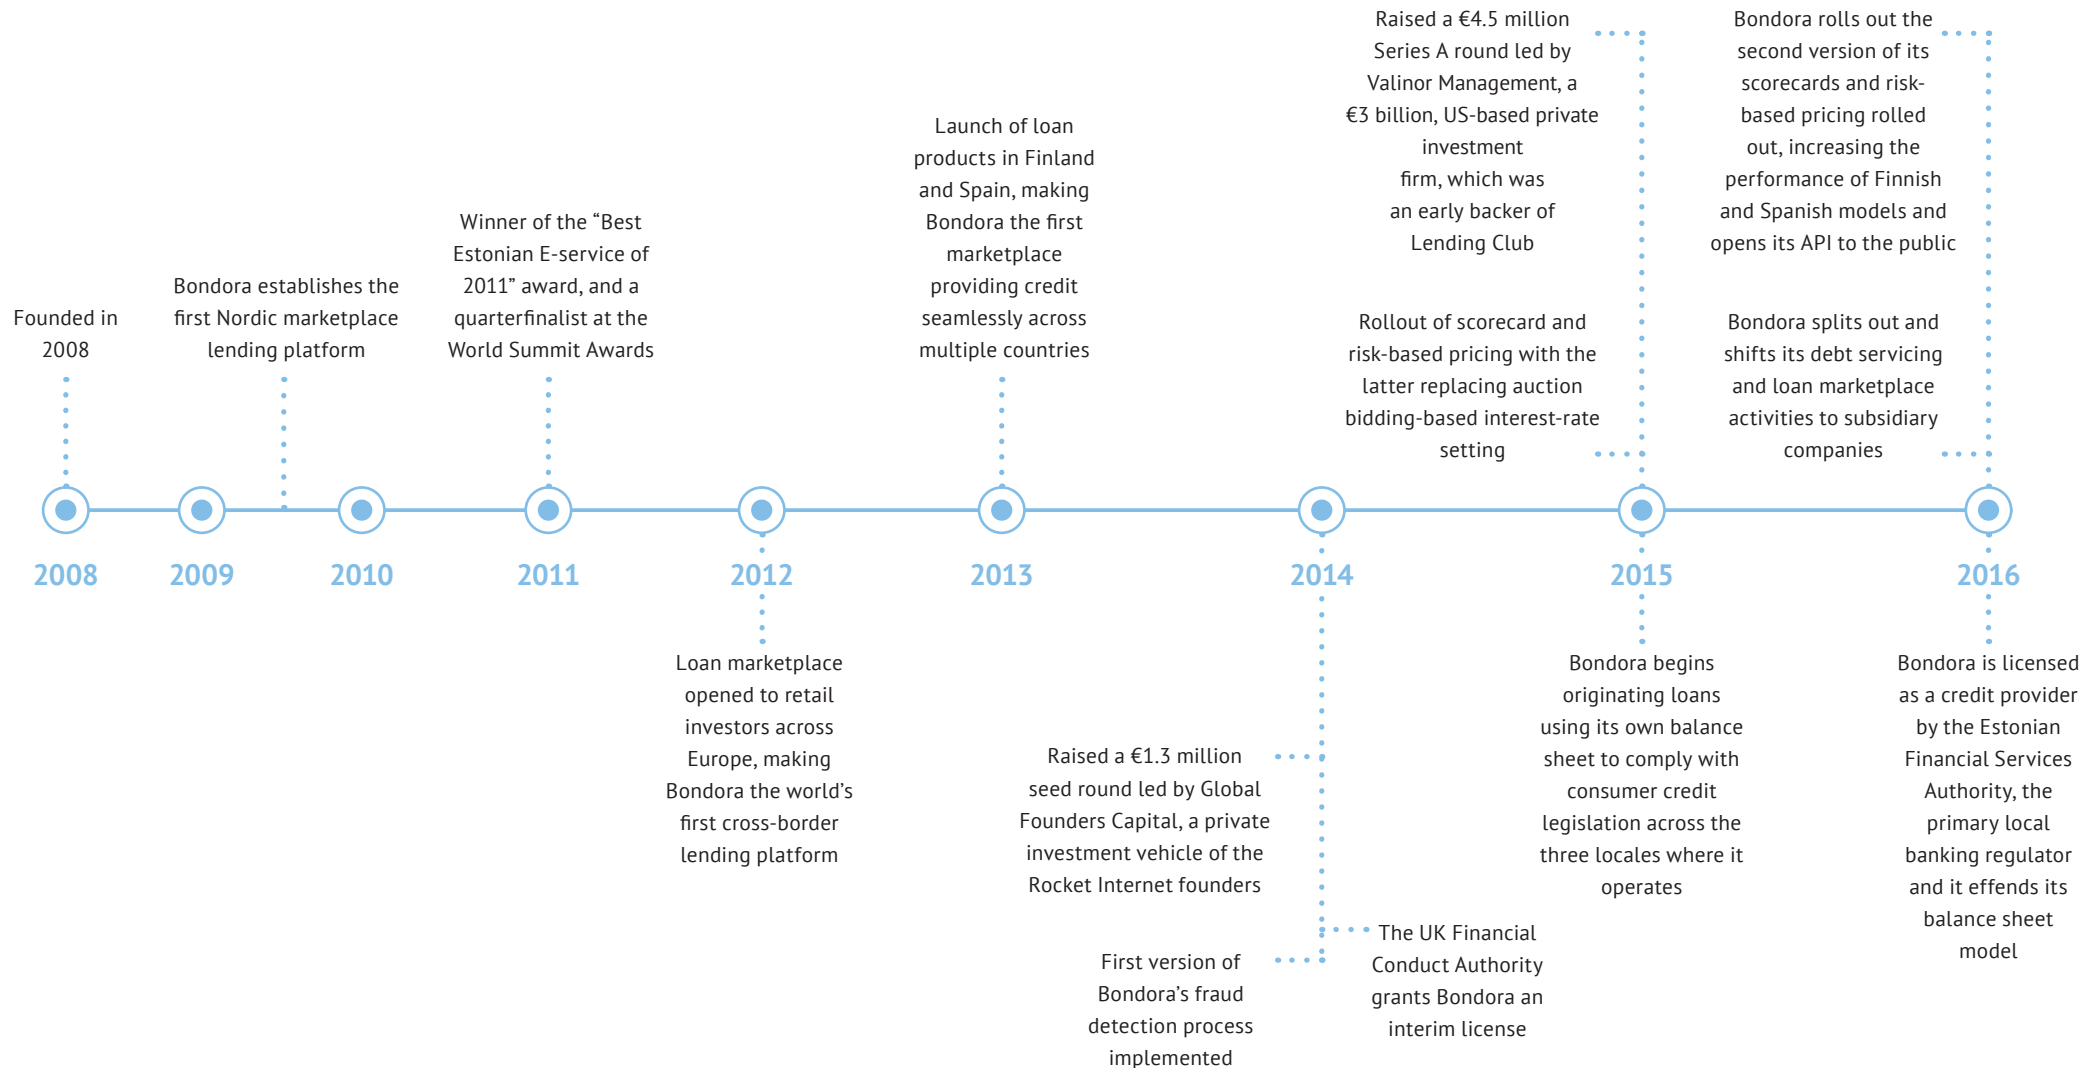 Founded in
2008
Bondora establishes the
first Nordic marketplace
lending platform
Winner of the “Best
Estonian E-service of
2011” award, and a
quarterfinalist at the
World Summit Awards
Launch of loan
products in Finland
and Spain, making
Bondora the first
marketplace
providing credit
seamlessly across
multiple countries
Raised a €4.5 million
Series A round led by
Valinor Management, a
€3 billion, US-based private
investment
firm, which was
an early backer of
Lending Club
Rollout of scorecard and
risk-based pricing with the
latter replacing auction
bidding-based interest-rate
setting
Bondora rolls out the
second version of its
scorecards and risk-
based pricing rolled
out, increasing the
performance of Finnish
and Spanish models and
opens its API to the public
Bondora splits out and
shifts its debt servicing
and loan marketplace
activities to subsidiary
companies
2008
2009
2010
2011
2012
2013
2014
2015
2016
Loan marketplace
opened to retail
investors across
Europe, making
Bondora the world’s
first cross-border
lending platform
Raised a €1.3 million
seed round led by Global
Founders Capital, a private
investment vehicle of the
Rocket Internet founders
First version of
Bondora’s fraud
detection process
implemented
The UK Financial
Conduct Authority
grants Bondora an
interim license
Bondora begins
originating loans
using its own balance
sheet to comply with
consumer credit
legislation across the
three locales where it
operates
Bondora is licensed
as a credit provider
by the Estonian
Financial Services
Authority, the
primary local
banking regulator
and it effends its
balance sheet
model